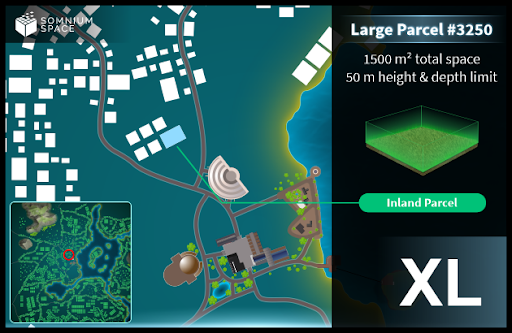 SOMNIUM
SPACE
Large Parcel #3250
1500 m² total space
50 m height & depth limit
Inland Parcel
XL